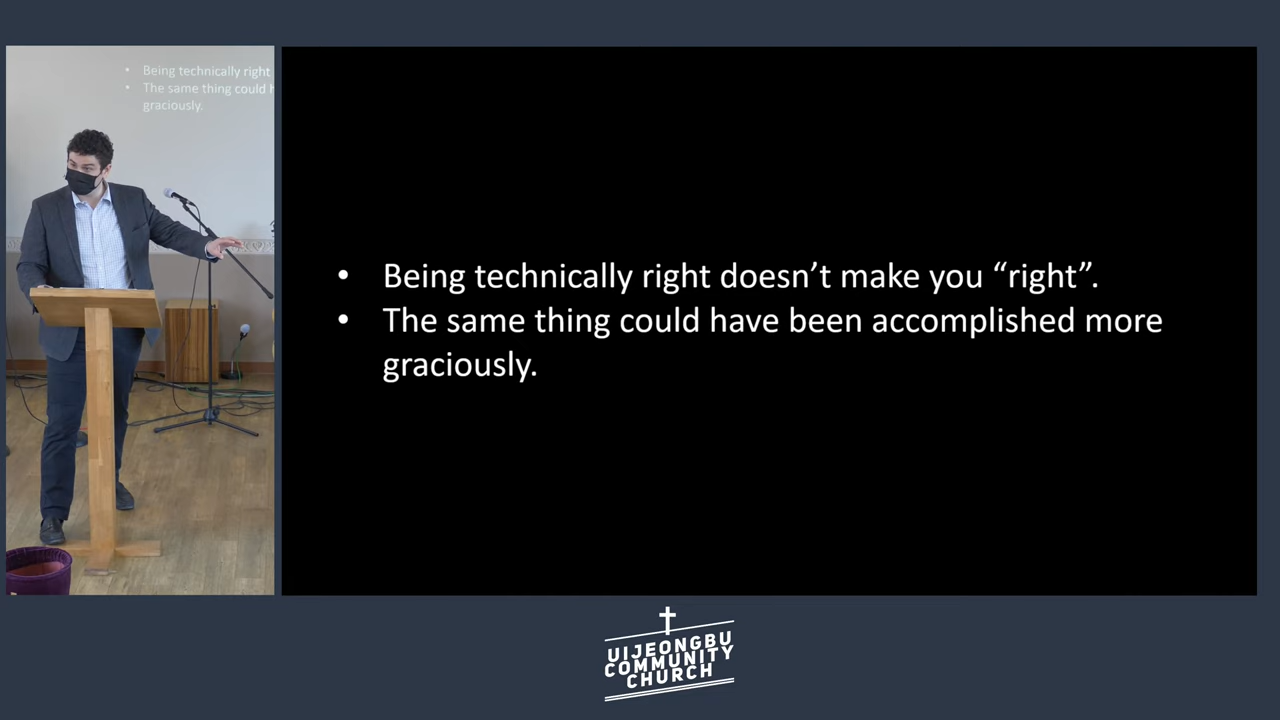 • Being technically right
• The same thing could h
graciously.
• Being technically right doesn’t make you “right”.
• The same thing could have been accomplished more
graciously.
UIJEONGBU
COMMUNITY
CHURCH